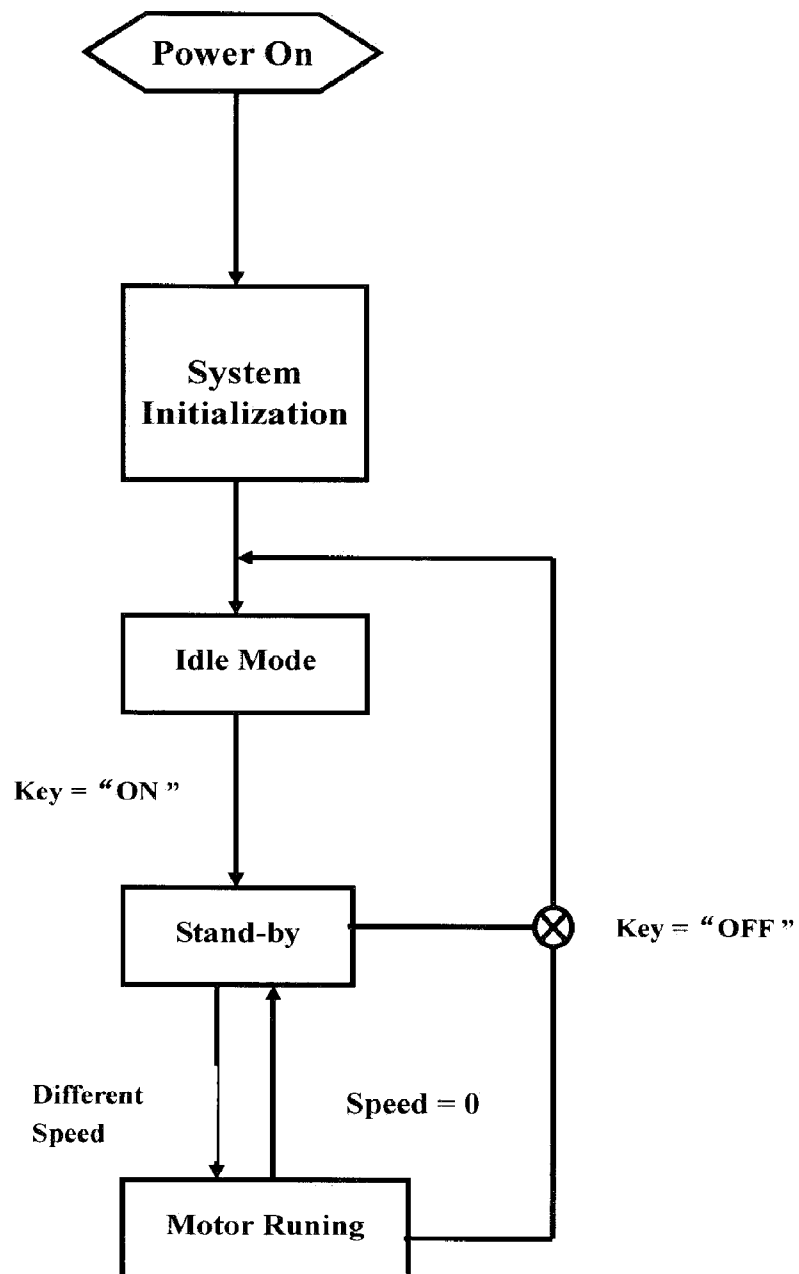 Power On
System
Initialization
Idle Mode
Key = “ON ”
Stand-by
Key = “OFF ”
Different
Speed
Speed = 0
Motor Runing